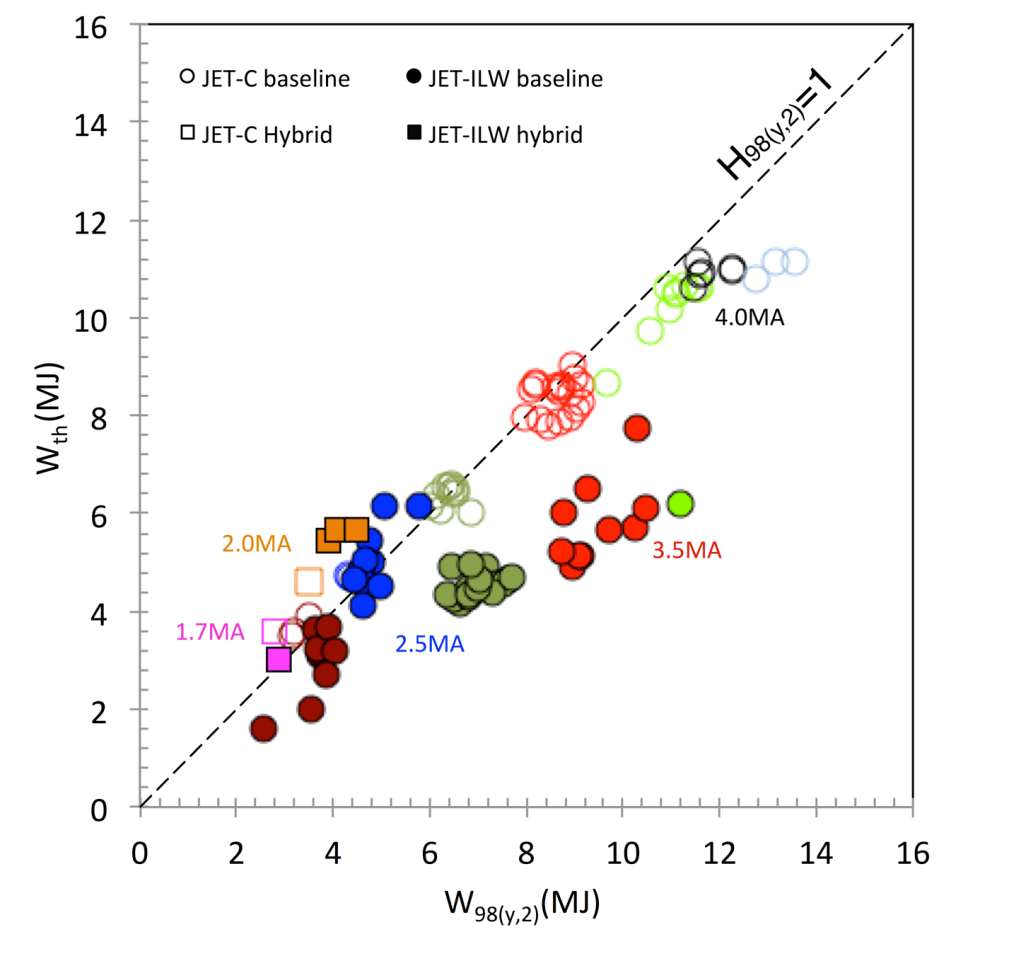 16
14
12
10
8
6
4
2
0
0 2 4 6 8 10 12 14 16
W98(y,2)(MJ)
Wth(MJ)
JET-C baseline
JET-ILW baseline
JET-C Hybrid
JET-ILW hybrid
H98(y,2)=1
4.0MA
3.5MA
2.0MA
1.7MA
2.5MA